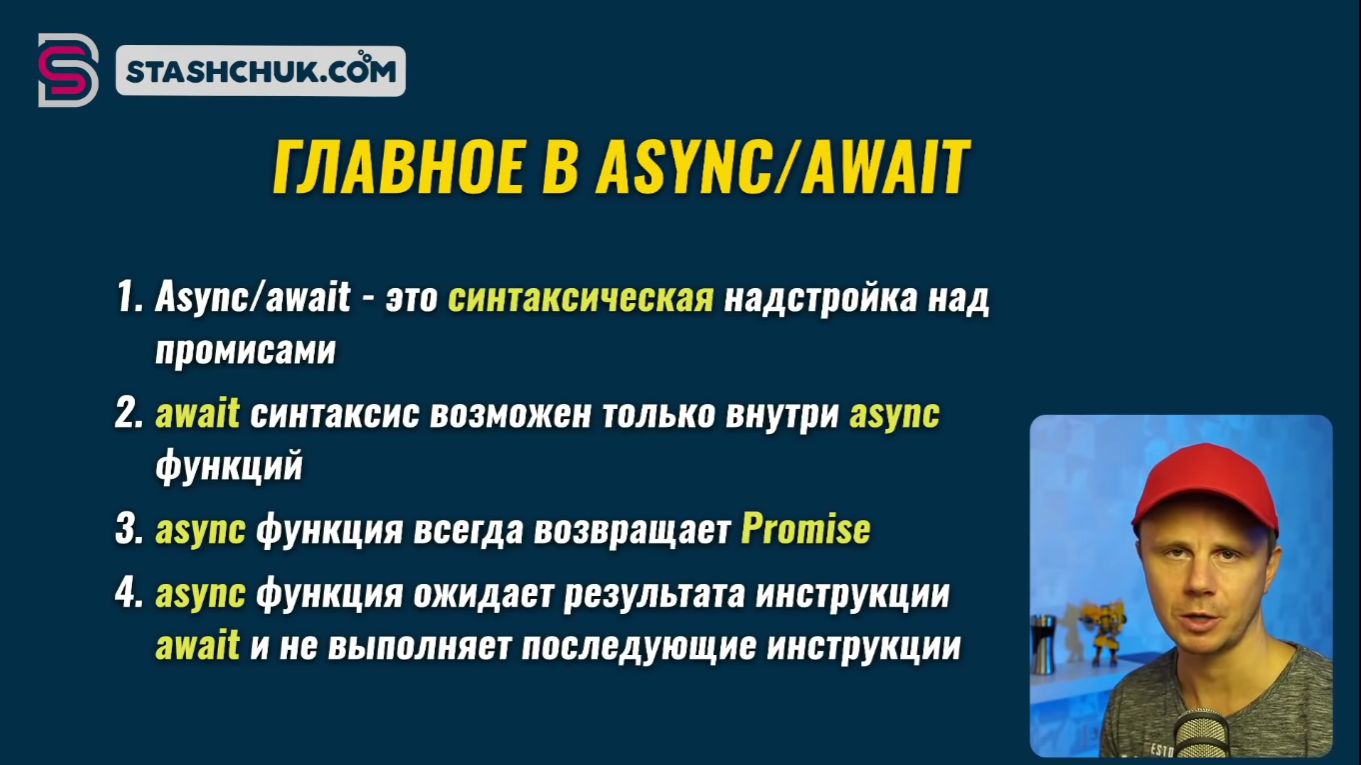 STASHCHUK.COM
ГЛАВНОЕ В ASYNC/AWAIT
1. Async/await - это синтаксическая надстройка над
промисами
2. await синтаксис возможен только внутри async
функций
3. async функция всегда возвращает Promise
4. async функция ожидает результата инструкции
await и не выполняет последующие инструкции
ESTD